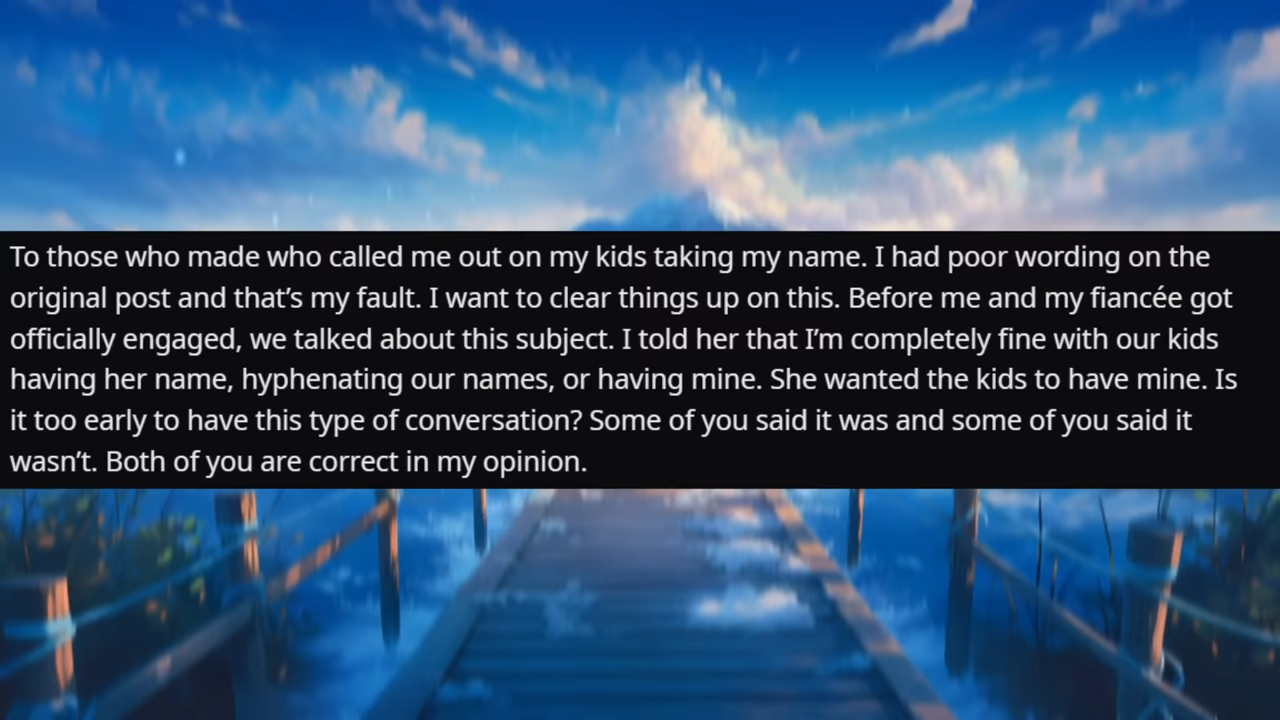 To those who made who called me out on my kids taking my name. I had poor wording on the
original post and that’s my fault. I want to clear things up on this. Before me and my fiancée got
officially engaged, we talked about this subject. I told her that I’m completely fine with our kids
having her name, hyphenating our names, or having mine. She wanted the kids to have mine. Is
it too early to have this type of conversation? Some of you said it was and some of you said it
wasn’t. Both of you are correct in my opinion.